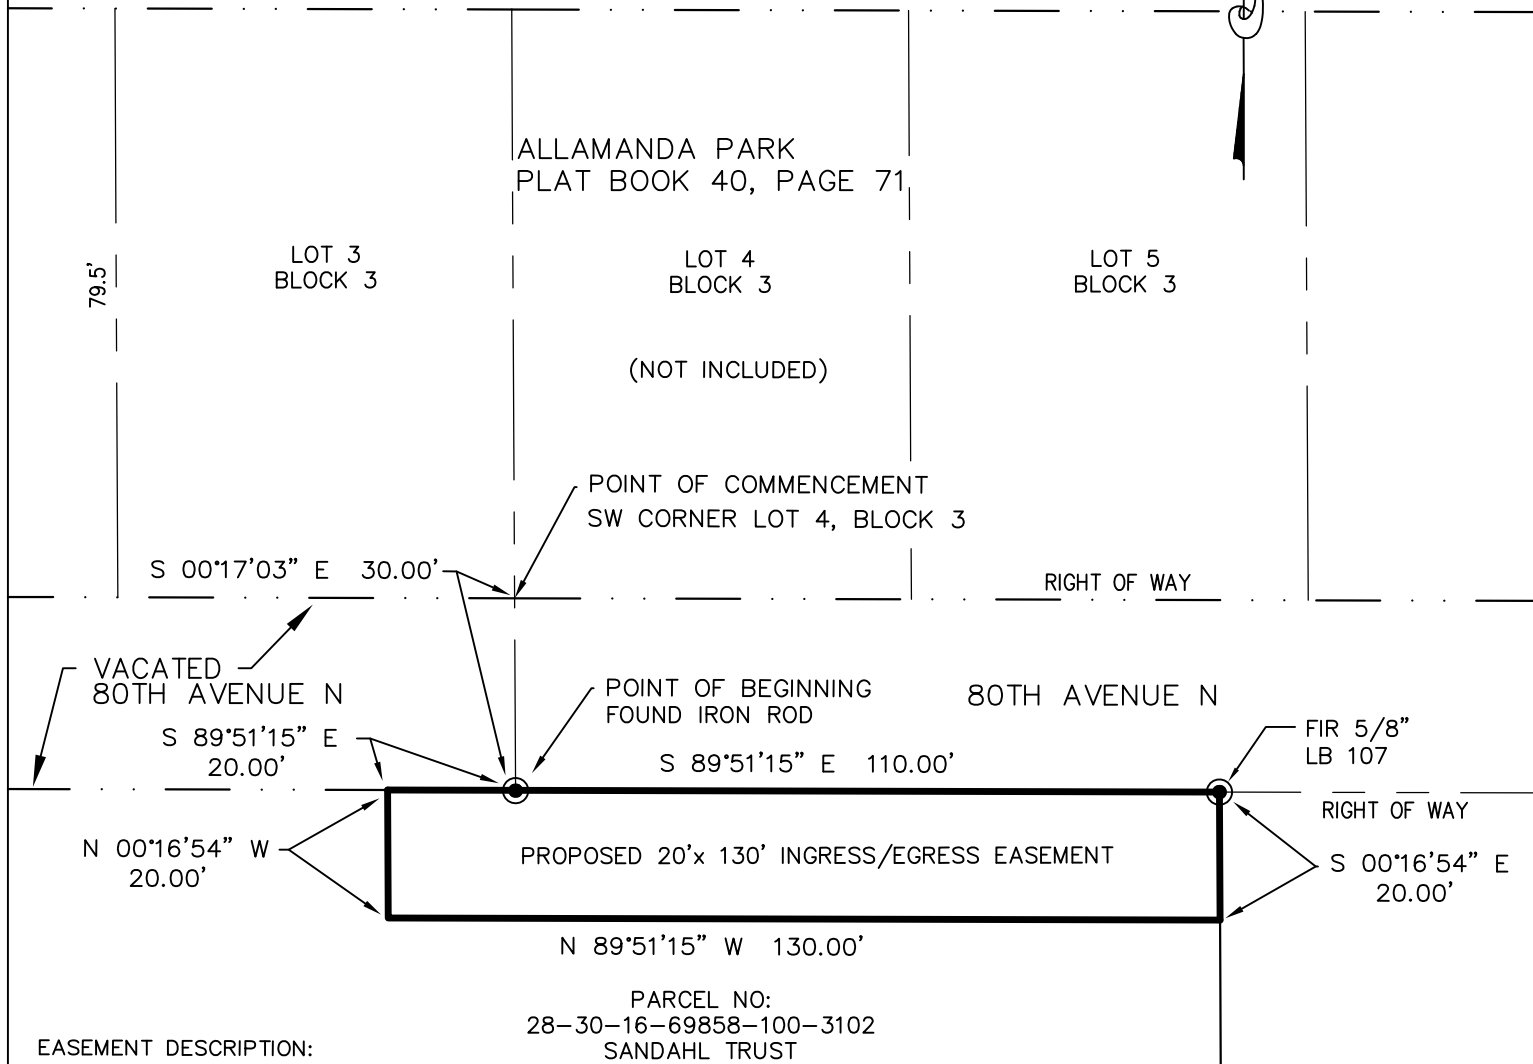 ALLAMANDA PARK
PLAT BOOK 40, PAGE 71
79.5'
LOT 3
BLOCK 3
LOT 4
BLOCK 3
LOT 5
BLOCK 3
(NOT INCLUDED)
POINT OF COMMENCEMENT
SW CORNER LOT 4, BLOCK 3
S 00°17'03" E 30.00'
RIGHT OF WAY
VACATED
80TH AVENUE N
POINT OF BEGINNING
FOUND IRON ROD
80TH AVENUE N
S 89°51'15" E
20.00'
S 89°51'15" E 110.00'
FIR 5/8"
LB 107
RIGHT OF WAY
N 00°16'54" W
20.00'
PROPOSED 20'x 130' INGRESS/EGRESS EASEMENT
S 00°16'54" E
20.00'
N 89°51'15" W 130.00'
PARCEL NO:
28-30-16-69858-100-3102
SANDAHL TRUST
EASEMENT DESCRIPTION: